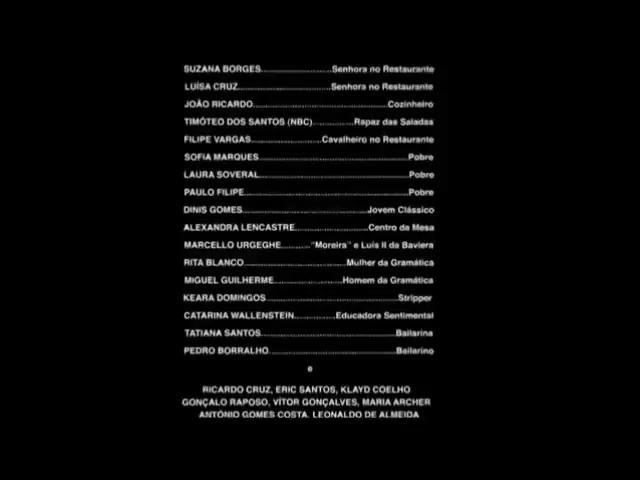 SUZANA BORGES..........................Senhora no Restaurante
LUÍSA CRUZ..................................Senhora no Restaurante
JOÃO RICARDO.................................................Cozinheiro
TIMÓTEO DOS SANTOS (NBC)...............Rapaz das Saladas
FILIPE VARGAS..........................Cavalheiro no Restaurante
SOFIA MARQUES......................................................Pobre
LAURA SOVERAL......................................................Pobre
PAULO FILIPE............................................................Pobre
DINIS GOMES.............................................Jovem Clássico
ALEXANDRA LENCASTRE..........................Centro da Mesa
MARCELLO URGEGHE..........."Moreira" e Luís II da Baviera
RITA BLANCO.....................................Mulher da Gramática
MIGUEL GUILHERME.........................Homem da Gramática
KEARA DOMINGOS................................................Stripper
CATARINA WALLENSTEIN...............Educadora Sentimental
TATIANA SANTOS.................................................Bailarina
PEDRO BORRALHO..............................................Bailarino
e
RICARDO CRUZ, ERIC SANTOS, KLAYD COELHO
GONÇALO RAPOSO, VÍTOR GONÇALVES, MARIA ARCHER
ANTÓNIO GOMES COSTA, LEONALDO DE ALMEIDA